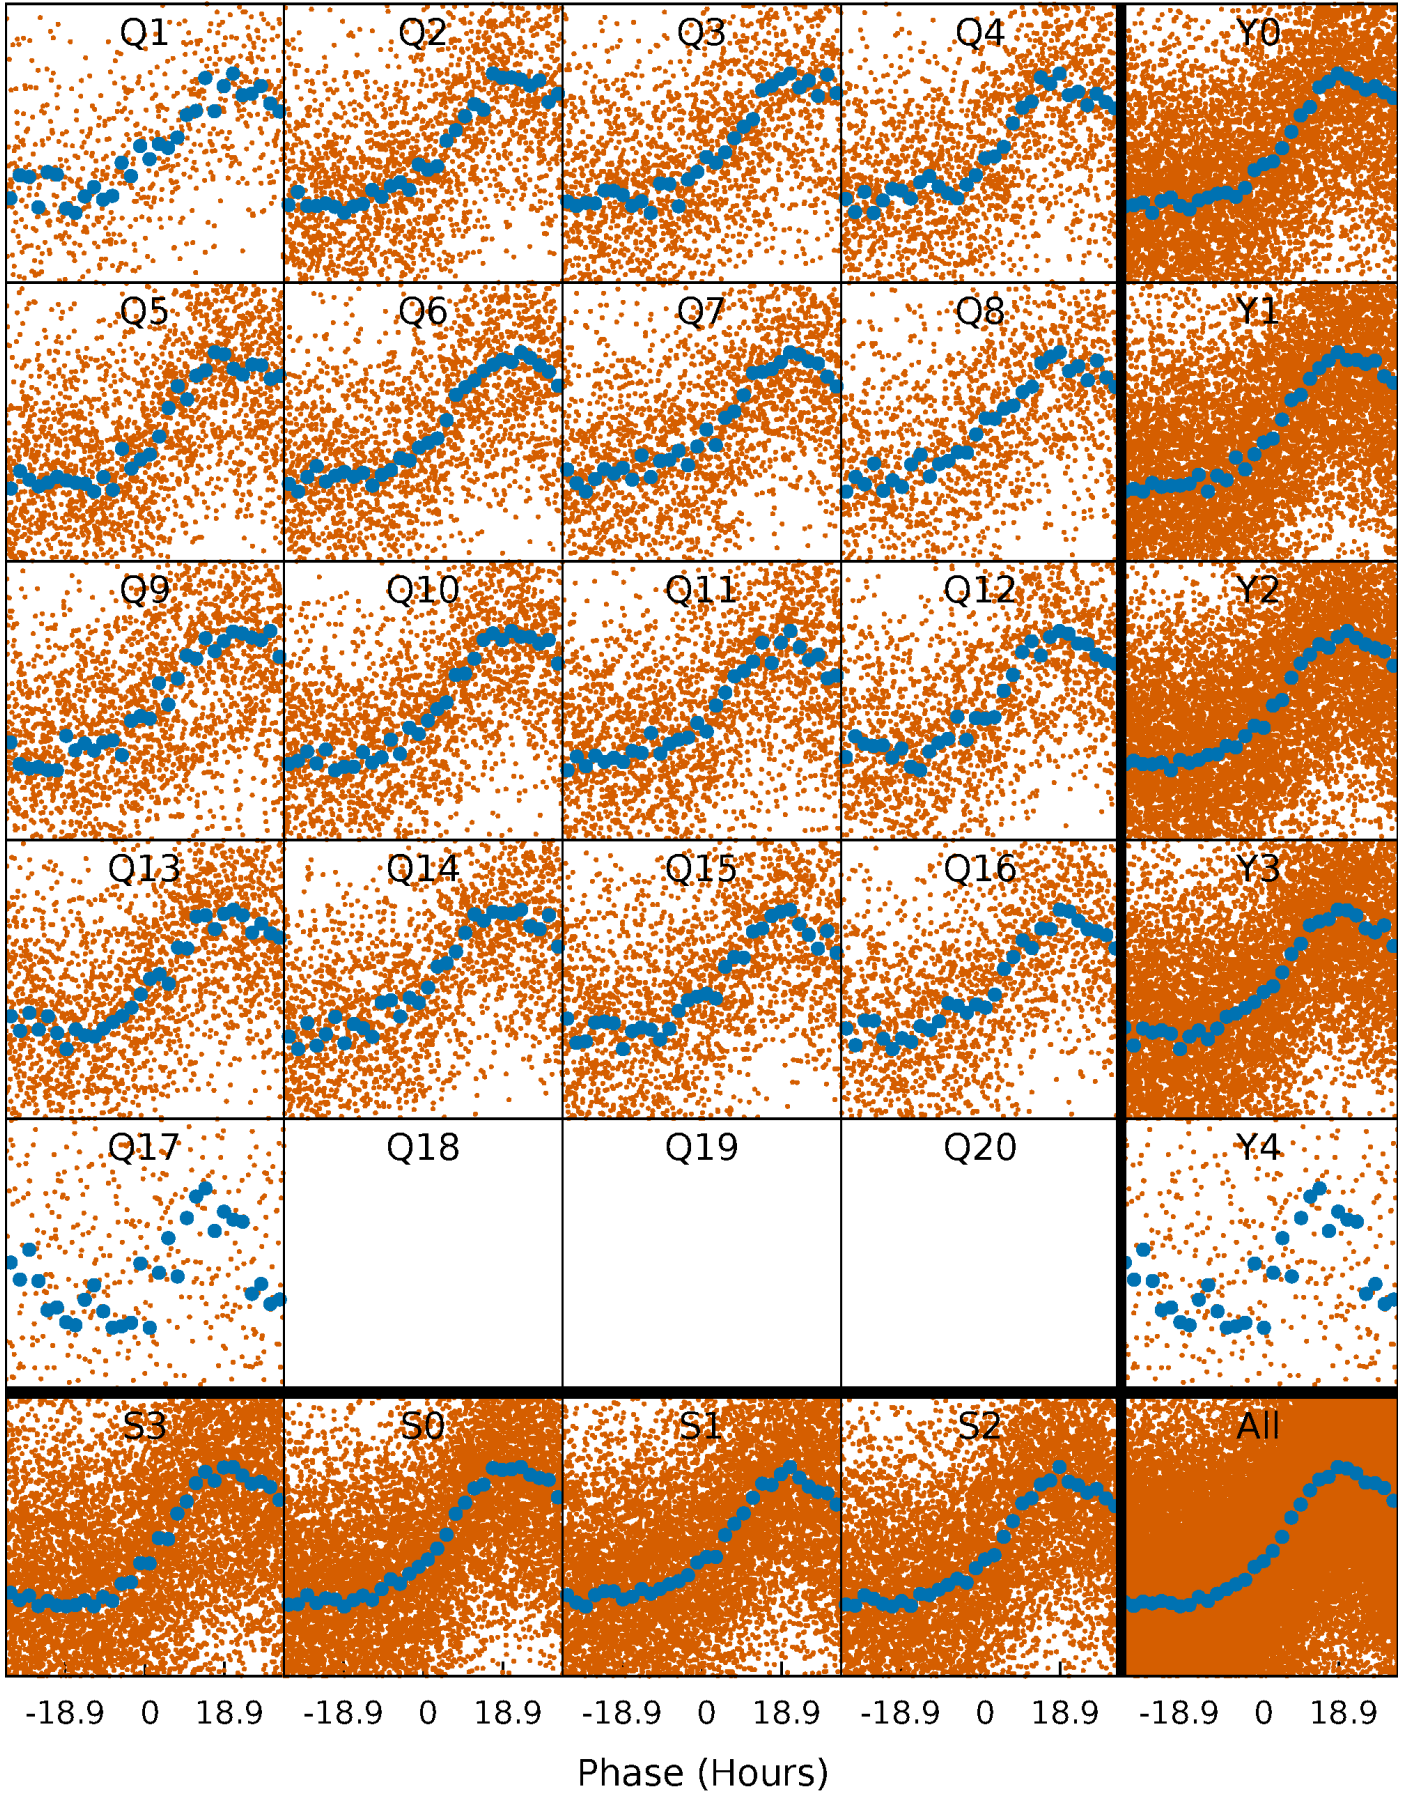 Q1 Q2 Q3 Q4 Y0
Q5 Q6 Q7 Q8 Y1
Q9 Q10 Q11 Q12 Y2
Q13 Q14 Q15 Q16 Y3
Q17 Q18 Q19 Q20 Y4
S3 S0 S1 S2 All
-18.9 0 18.9 -18.9 0 18.9 -18.9 0 18.9 -18.9 0 18.9 -18.9 0 18.9
Phase (Hours)